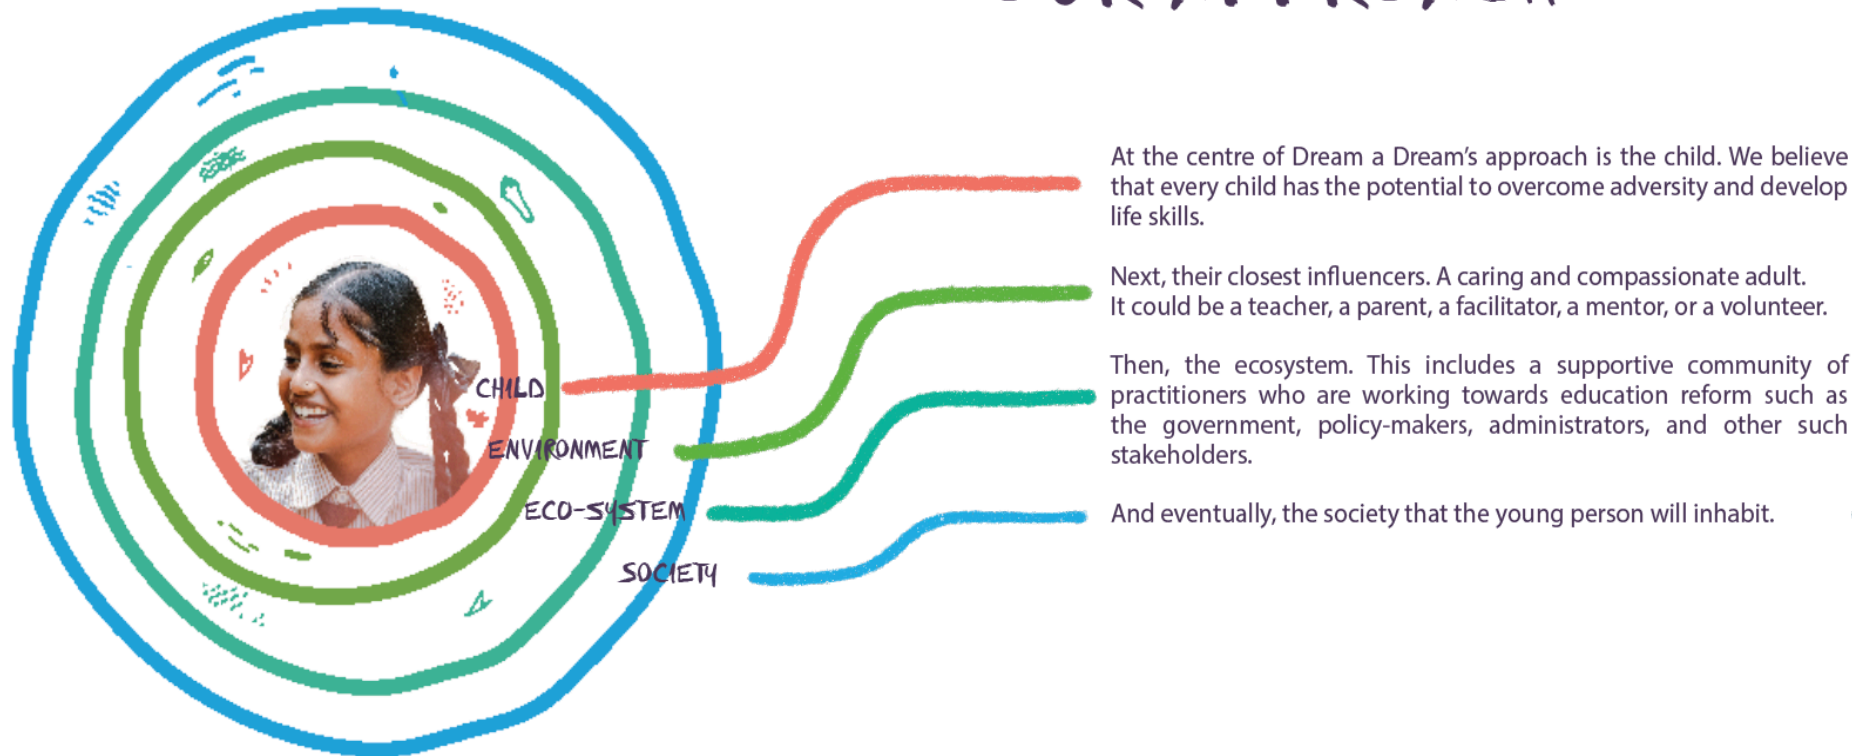 CHILD
ENVIRONMENT
ECO-SYSTEM
SOCIETY
At the centre of Dream a Dream's approach is the child. We believe
that every child has the potential to overcome adversity and develop
life skills.
Next, their closest influencers. A caring and compassionate adult.
It could be a teacher, a parent, a facilitator, a mentor, or a volunteer.
Then, the ecosystem. This includes a supportive community of
practitioners who are working towards education reform such as
the government, policy-makers, administrators, and other such
stakeholders.
And eventually, the society that the young person will inhabit.